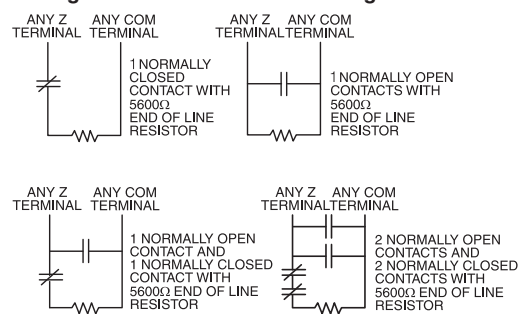 ANY Z ANY COM
TERMINAL TERMINAL
1 NORMALLY
CLOSED
CONTACT WITH
5600Ω
END OF LINE
RESISTOR
ANY Z ANY COM
TERMINAL TERMINAL
1 NORMALLY OPEN
CONTACTS WITH
5600Ω
END OF LINE
RESISTOR
ANY Z ANY COM
TERMINAL TERMINAL
1 NORMALLY OPEN
CONTACT AND
1 NORMALLY CLOSED
CONTACT WITH
5600Ω END OF LINE
RESISTOR
ANY Z ANY COM
TERMINAL TERMINAL
2 NORMALLY OPEN
CONTACTS AND
2 NORMALLY CLOSED
CONTACTS WITH
5600Ω END OF LINE
RESISTOR